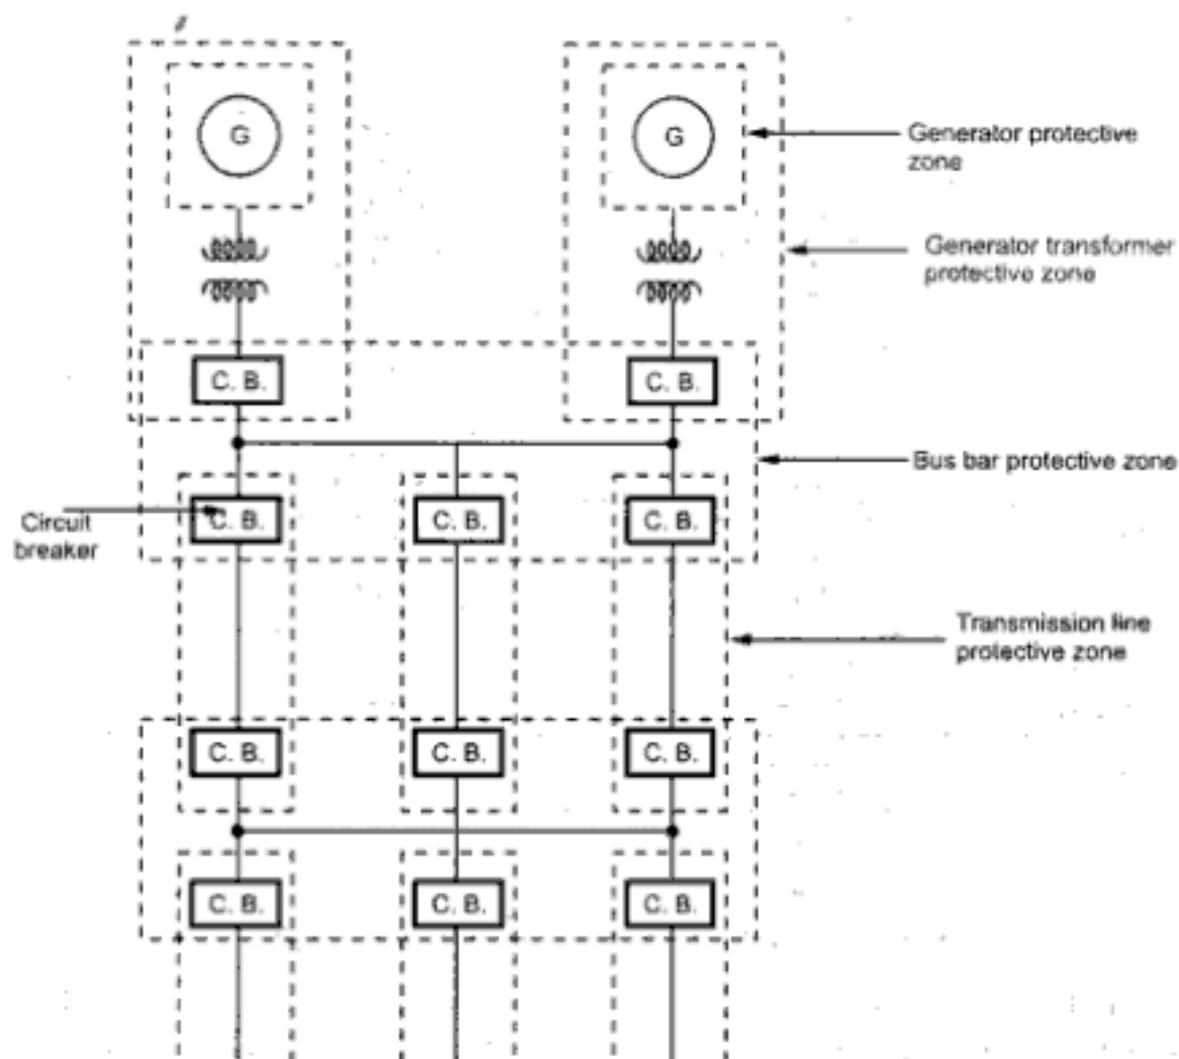 G
G
Generator protective
zone
Generator transformer
protective zone
C. B.
C. B.
Bus bar protective zone
Circuit
breaker
C. B.
C. B.
C. B.
Transmission line
protective zone
C. B.
C. B.
C. B.
C. B.
C. B.
C. B.